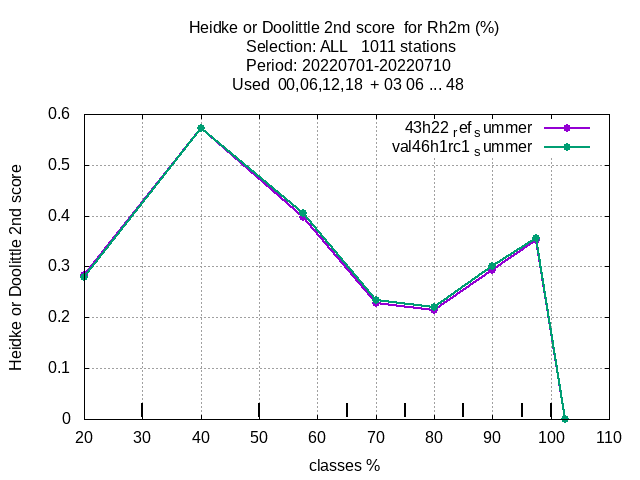 Heidke or Doolittle 2nd score  for Rh2m (%)
Selection: ALL   1011 stations
Period: 20220701-20220710
Used  00,06,12,18  + 03 06 ... 48
43h22 ref summer
val46h1rc1 summer
Heidke or Doolittle 2nd score
0.6
0.5
0.4
0.3
0.2
0.1
0
20 30 40 50 60 70 80 90 100 110
classes %